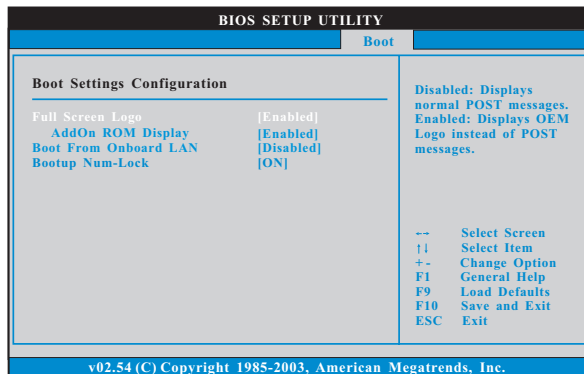 BIOS SETUP UTILITY
Boot
Boot Settings Configuration
Full Screen Logo [Enabled]
AddOn ROM Display [Enabled]
Boot From Onboard LAN [Disabled]
Bootup Num-Lock [ON]
Disabled: Displays
normal POST messages.
Enabled: Displays OEM
Logo instead of POST
messages.
↔ Select Screen
↑↓ Select Item
+- Change Option
F1 General Help
F9 Load Defaults
F10 Save and Exit
ESC Exit
v02.54 (C) Copyright 1985-2003, American Megatrends, Inc.